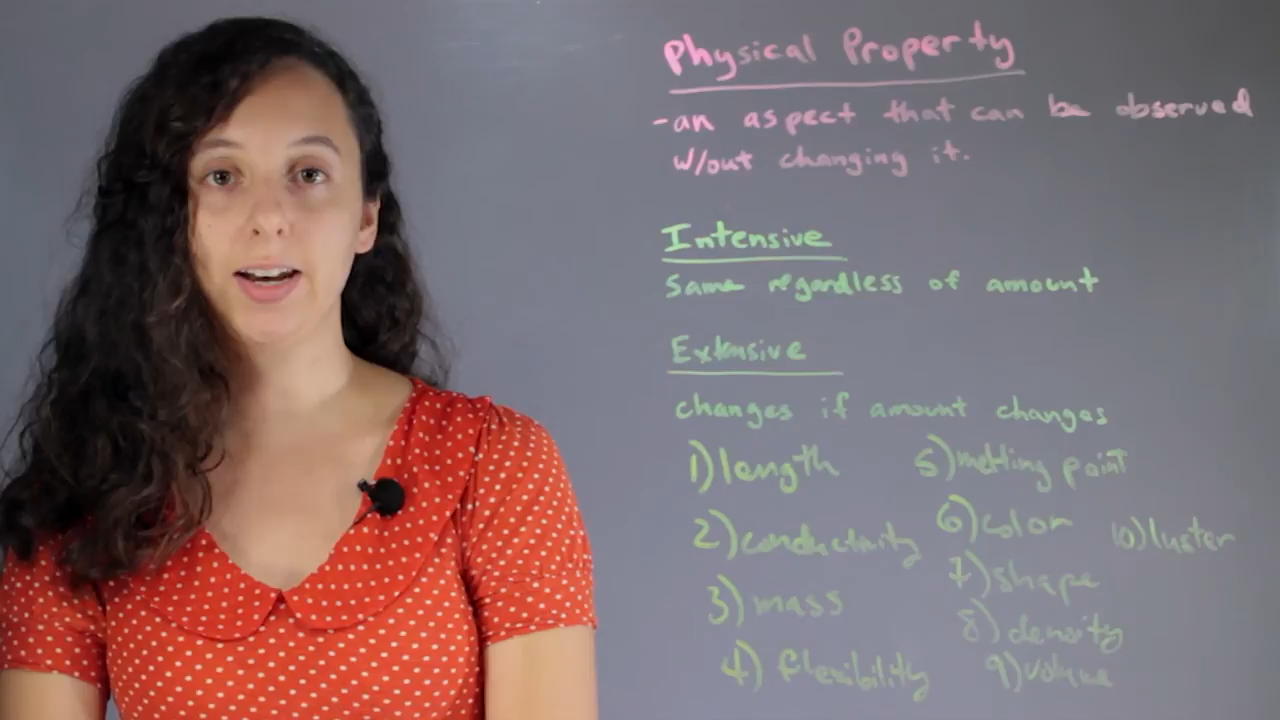 Physical Property
-an aspect that can be observed
w/out changing it.
Intensive
Same regardless of amount
Extensive
changes if amount changes
1) length
2) conductivity
3) mass
4) flexibility
5) melting point
6) color
7) shape
8) density
9) volume
10) luster